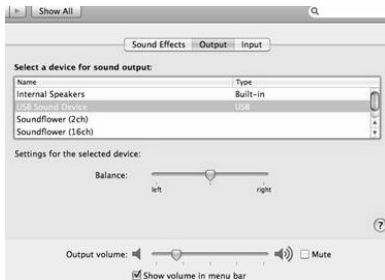 Show All
Sound Effects Output Input
Select a device for sound output:
Name Type
Internal Speakers Built-in
USB Sound Device USB
Soundflower (2ch)
Soundflower (16ch)
Settings for the selected device:
Balance:
left right
?
Output volume: Mute
Show volume in menu bar